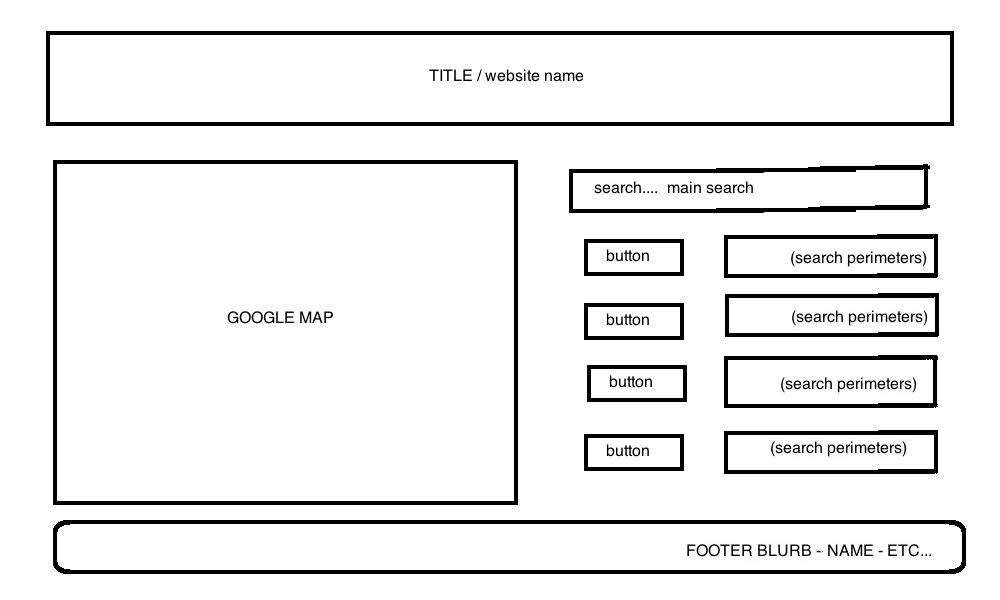 TITLE / website name
search.... main search
button
(search perimeters)
GOOGLE MAP
button
(search perimeters)
button
(search perimeters)
button
(search perimeters)
FOOTER BLURB - NAME - ETC...